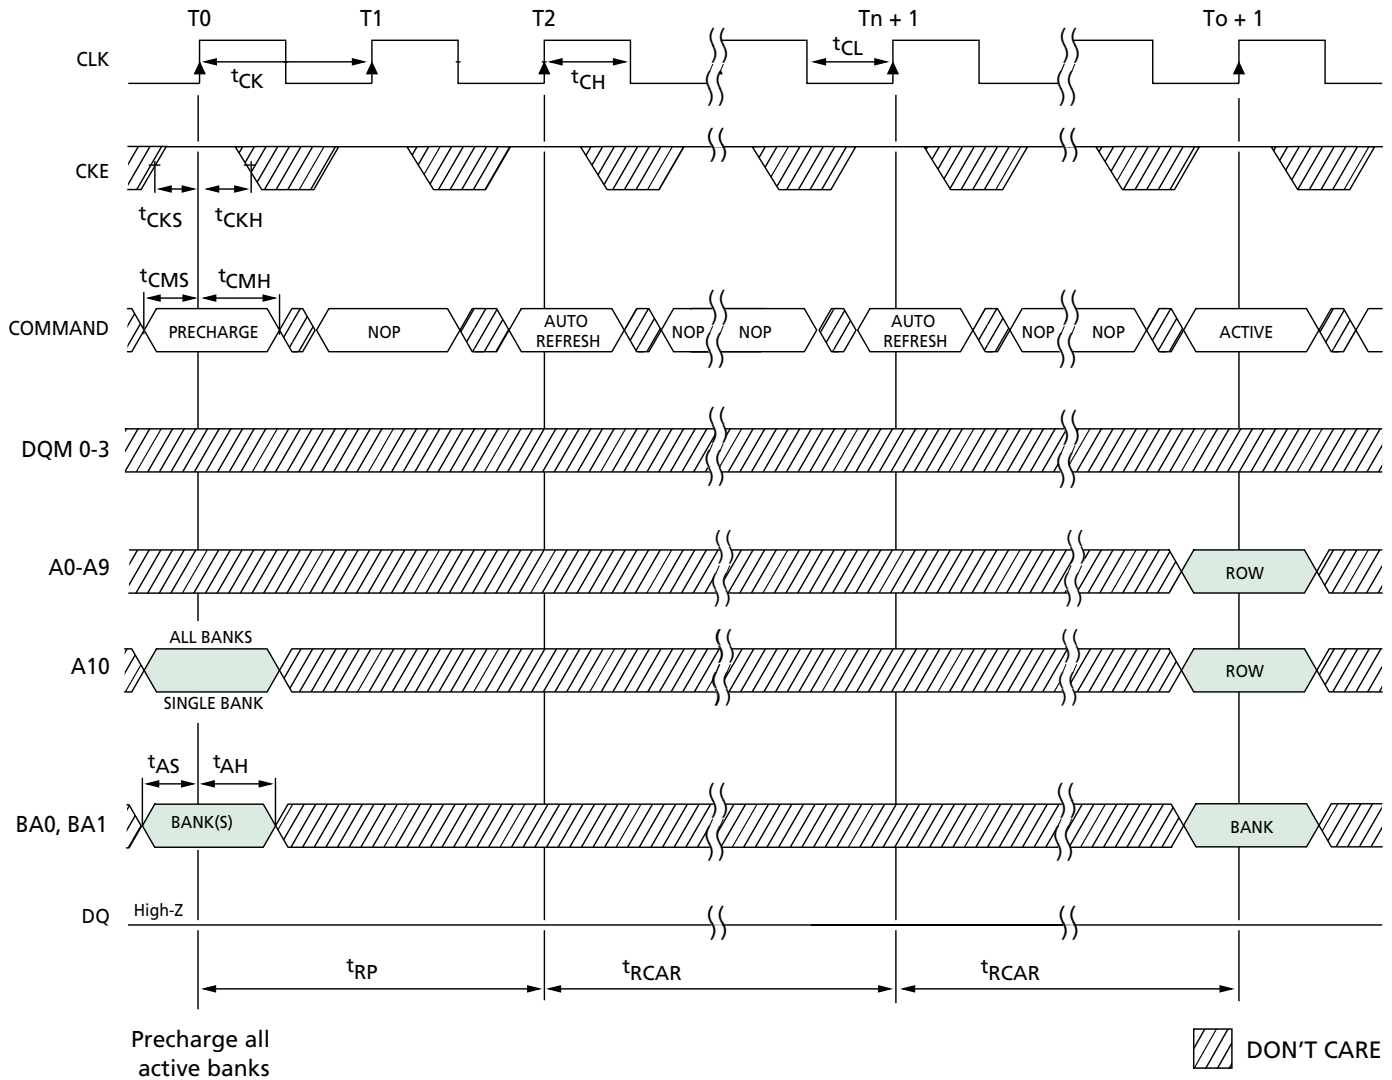 T0 T1 T2 Tn + 1 To + 1
CLK
tCK tCH tCL
CKE
tCKS tCKH
tCMS tCMH
COMMAND PRECHARGE NOP AUTO REFRESH NOP NOP AUTO REFRESH NOP NOP ACTIVE
DQM 0-3
A0-A9 ROW
ALL BANKS
A10 ROW
SINGLE BANK
tAS tAH
BA0, BA1 BANK(S) BANK
DQ High-Z
tRP tRCAR tRCAR
Precharge all
active banks
DON'T CARE